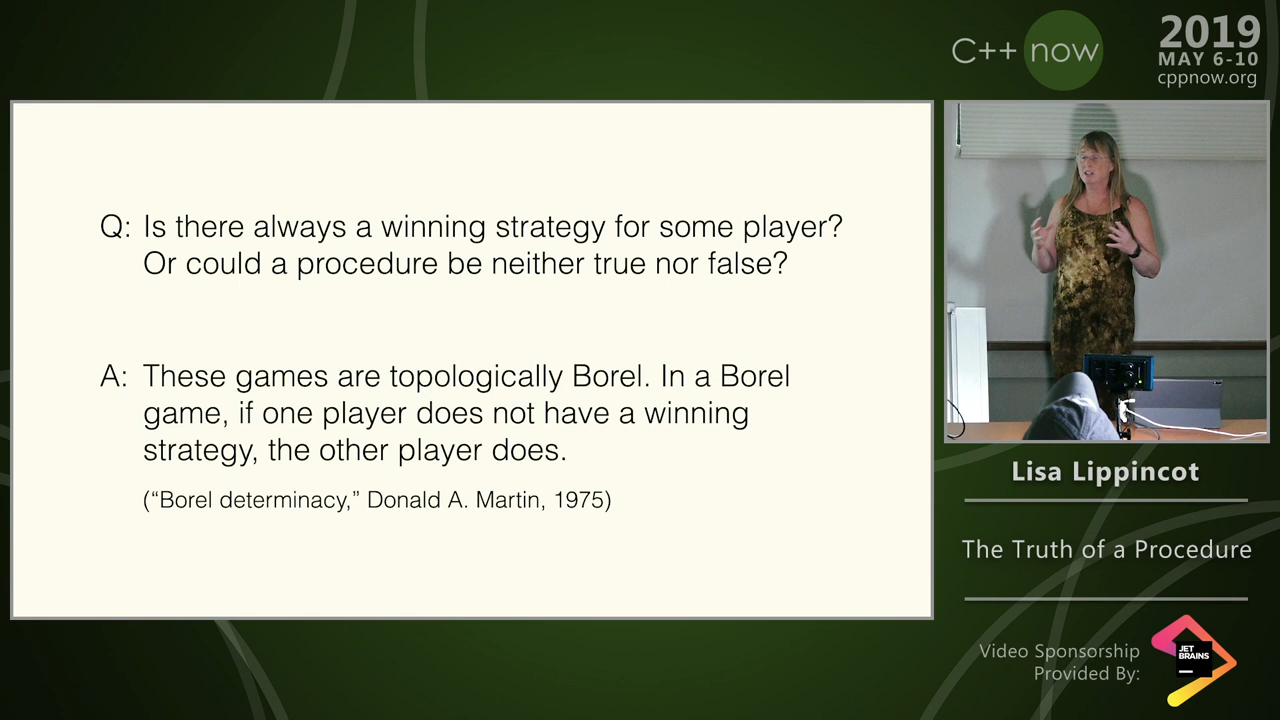 C++ now
2019
MAY 6-10
cppnow.org
Q: Is there always a winning strategy for some player?
Or could a procedure be neither true nor false?
A: These games are topologically Borel. In a Borel
game, if one player does not have a winning
strategy, the other player does.
(“Borel determinacy,” Donald A. Martin, 1975)
Lisa Lippincot
The Truth of a Procedure
Video Sponsorship
Provided By:
JET
BRAINS